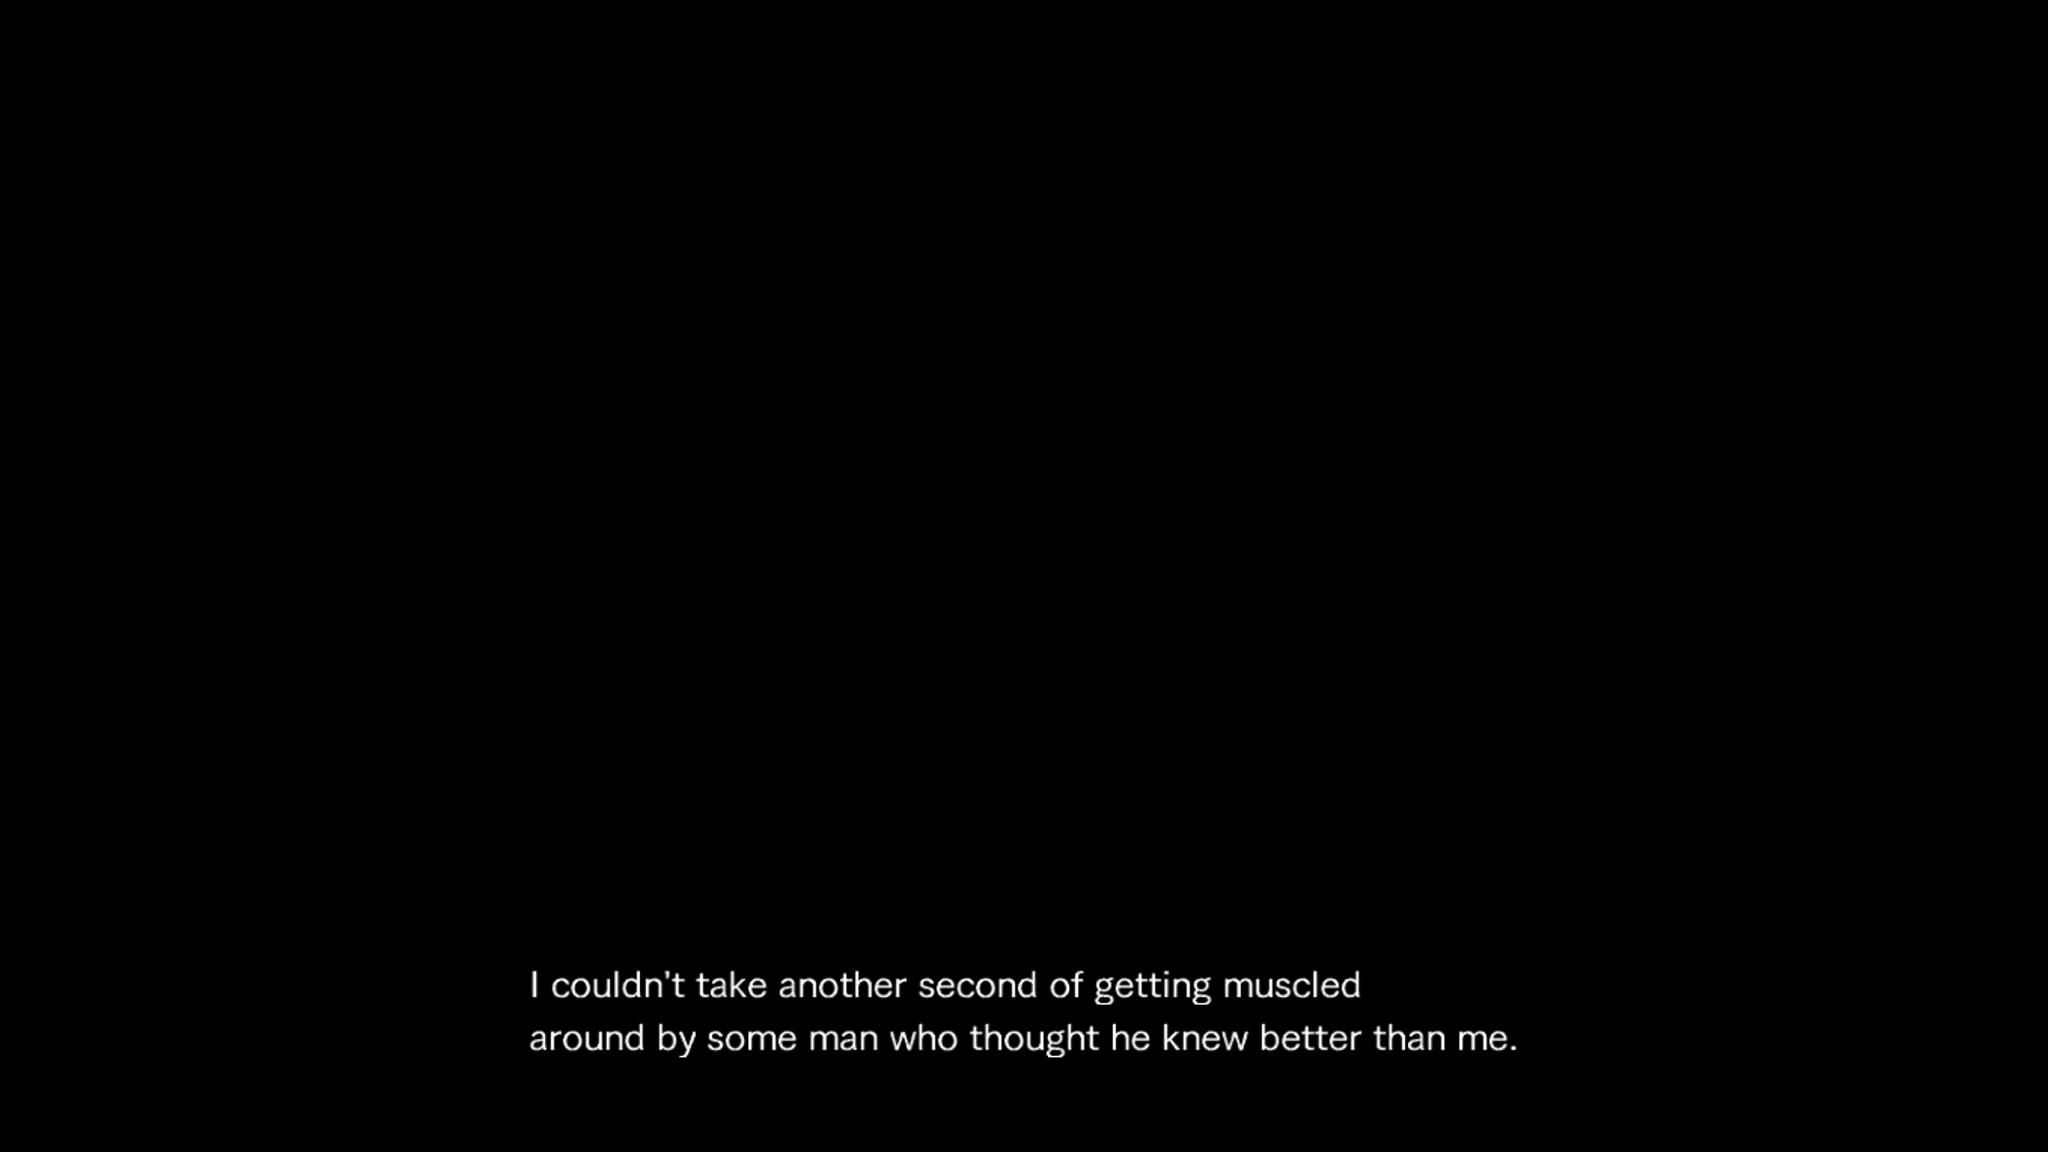 I couldn't take another second of getting muscled
around by some man who thought he knew better than me.